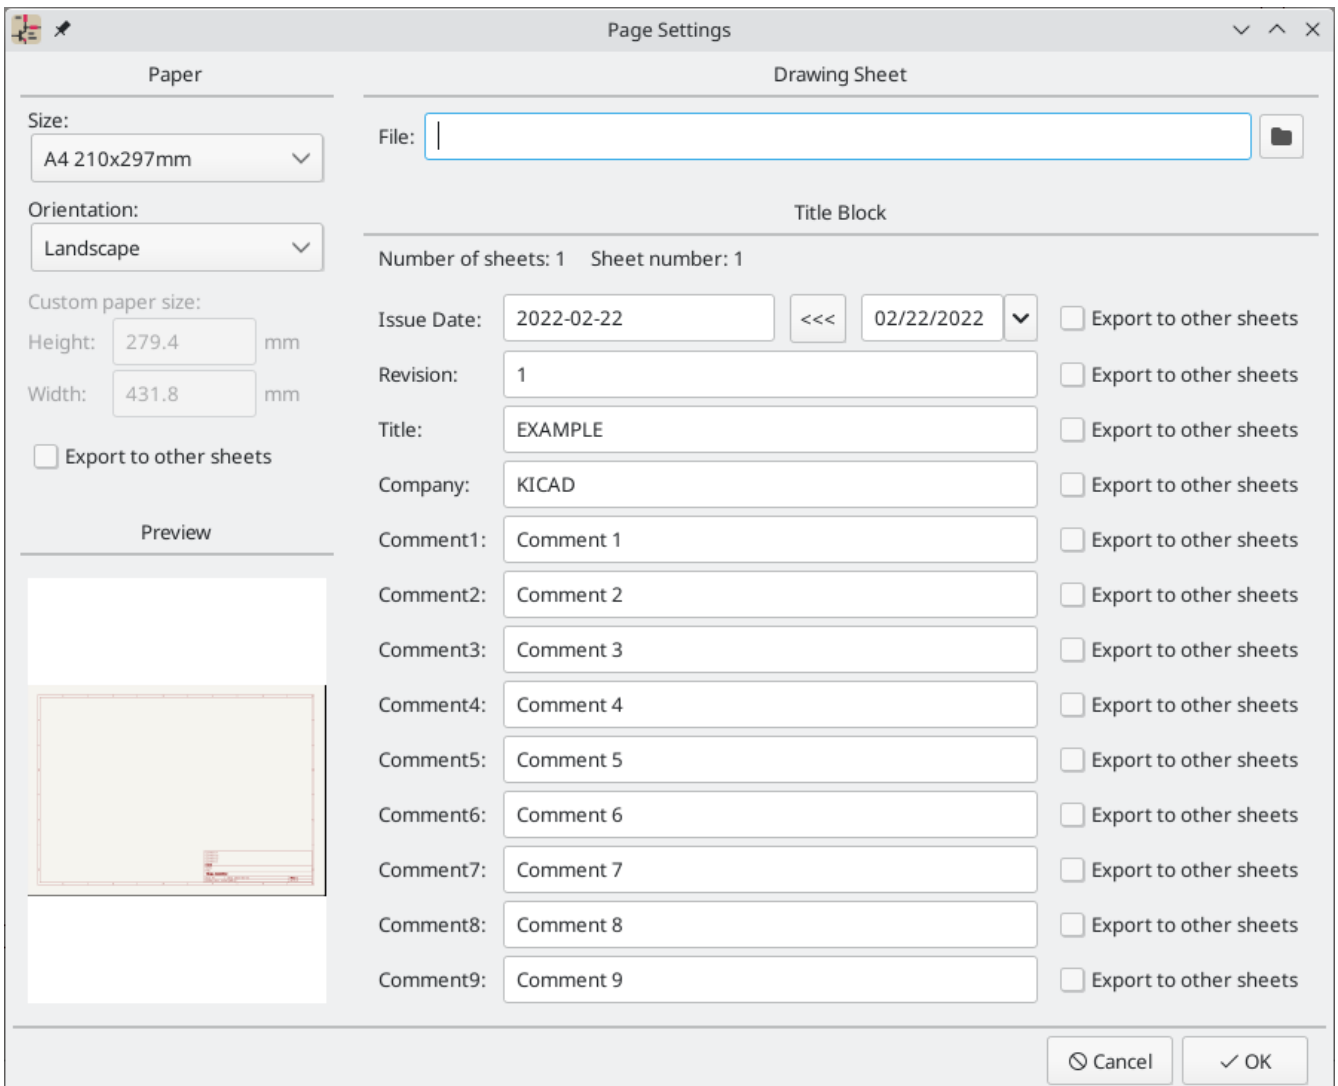 Page Settings
Paper
Size:
A4 210x297mm
Orientation:
Landscape
Custom paper size:
Height: 279.4 mm
Width: 431.8 mm
Export to other sheets
Preview
Drawing Sheet
File:
Title Block
Number of sheets: 1 Sheet number: 1
Issue Date: 2022-02-22 <<< 02/22/2022 Export to other sheets
Revision: 1 Export to other sheets
Title: EXAMPLE Export to other sheets
Company: KICAD Export to other sheets
Comment1: Comment 1 Export to other sheets
Comment2: Comment 2 Export to other sheets
Comment3: Comment 3 Export to other sheets
Comment4: Comment 4 Export to other sheets
Comment5: Comment 5 Export to other sheets
Comment6: Comment 6 Export to other sheets
Comment7: Comment 7 Export to other sheets
Comment8: Comment 8 Export to other sheets
Comment9: Comment 9 Export to other sheets
Cancel OK